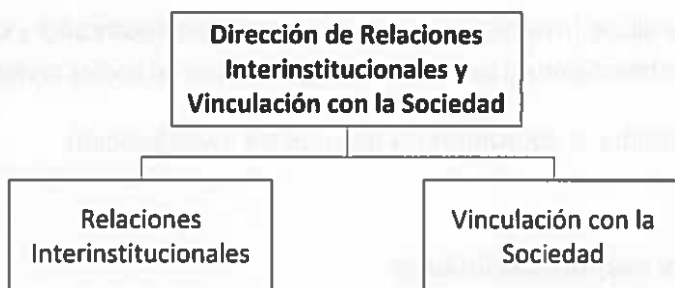 Dirección de Relaciones
Interinstitucionales y
Vinculación con la Sociedad
Relaciones
Interinstitucionales
Vinculación con la
Sociedad